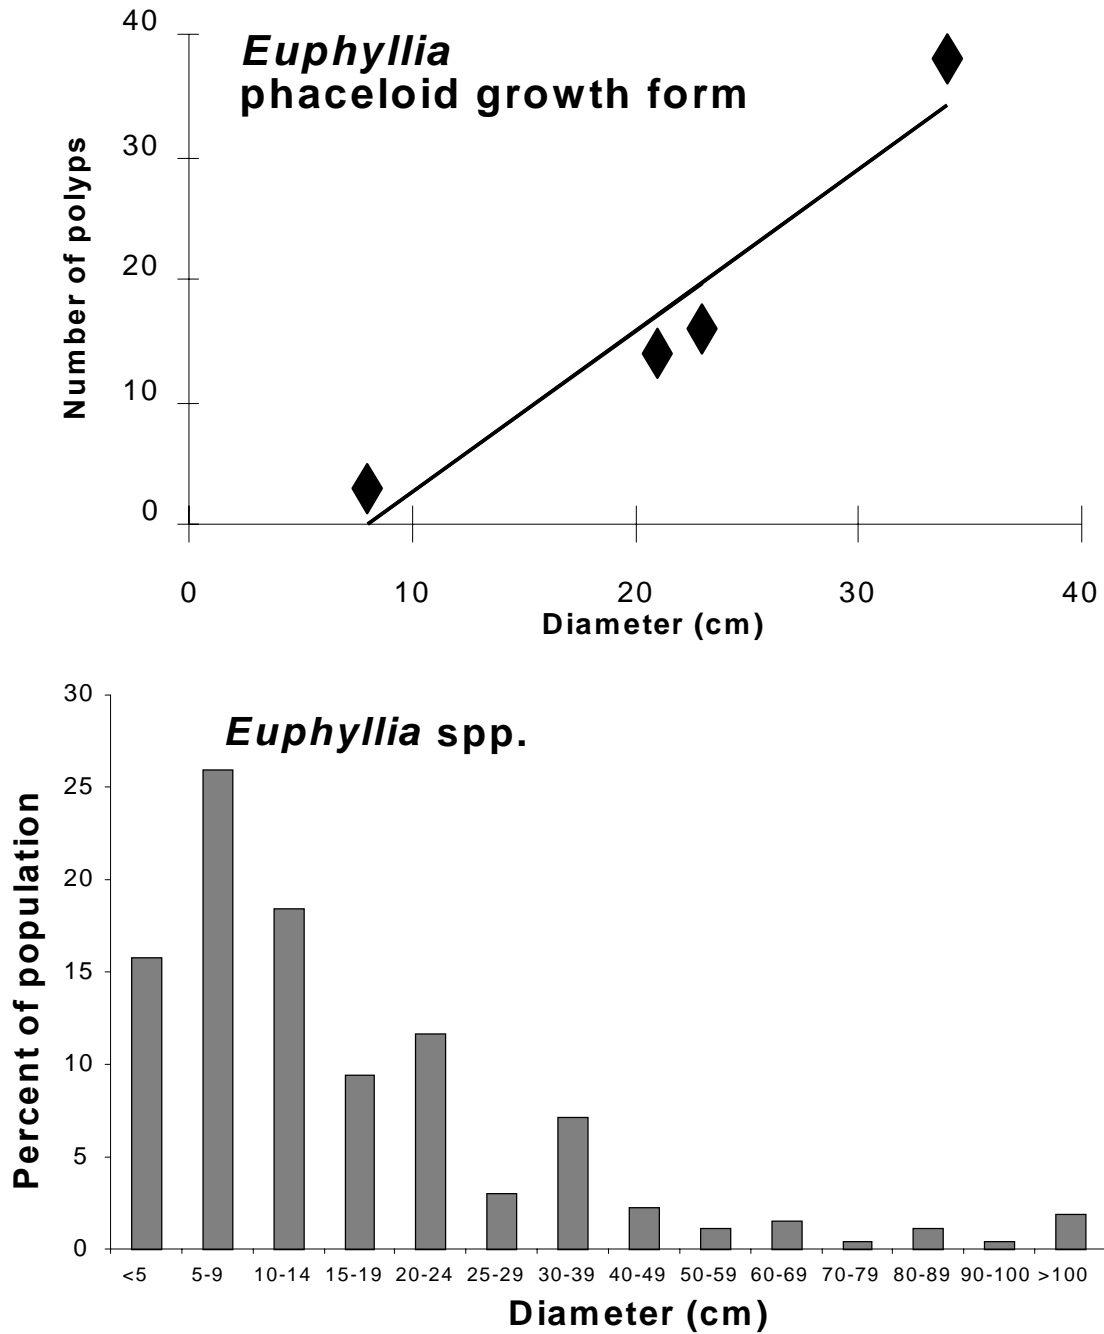 Euphyllia
phaceloid growth form
Number of polyps
40
30
20
10
0
0 10 20 30 40
Diameter (cm)
Euphyllia spp.
Percent of population
30
25
20
15
10
5
0
<5 5-9 10-14 15-19 20-24 25-29 30-39 40-49 50-59 60-69 70-79 80-89 90-100 >100
Diameter (cm)